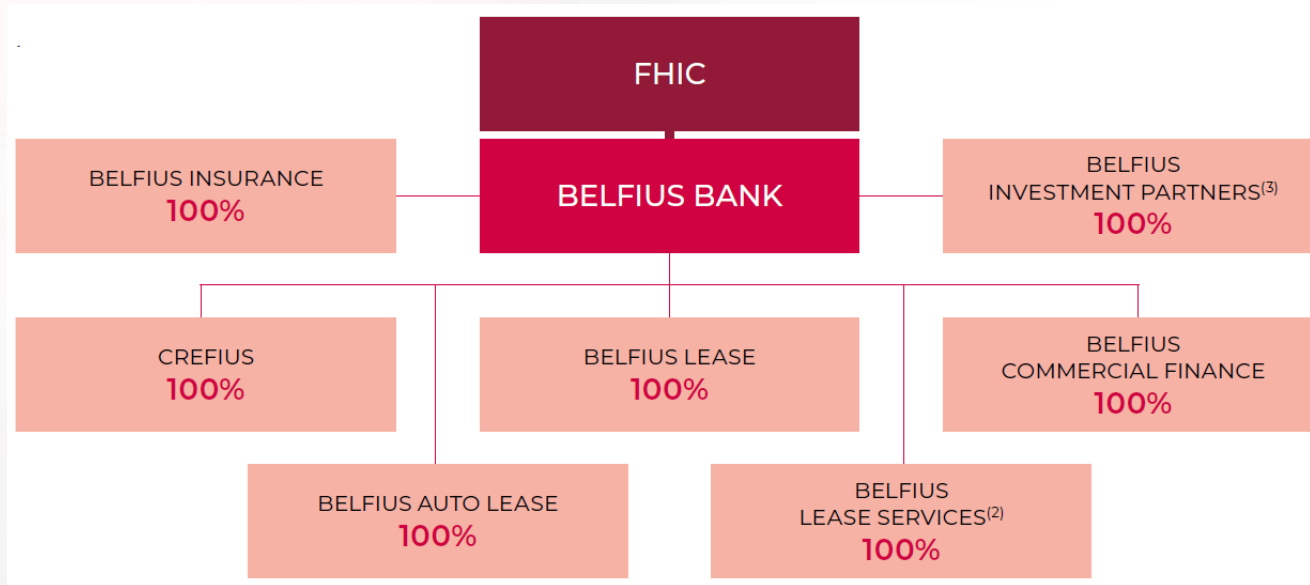 FHIC
BELFIUS INSURANCE
100%
BELFIUS BANK
BELFIUS
INVESTMENT PARTNERS(3)
100%
CREFIUS
100%
BELFIUS LEASE
100%
BELFIUS
COMMERCIAL FINANCE
100%
BELFIUS AUTO LEASE
100%
BELFIUS
LEASE SERVICES(2)
100%